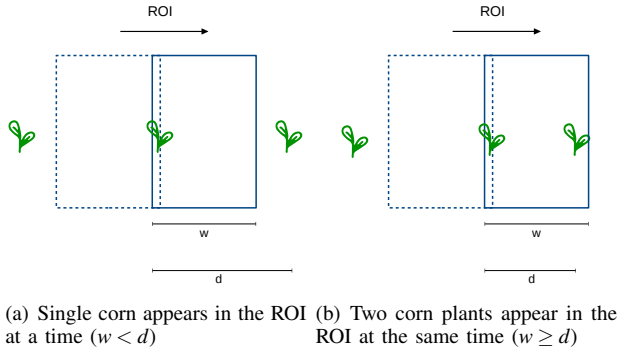 ROI
ROI
w
w
d
d
(a) Single corn appears in the ROI
at a time (w < d)
(b) Two corn plants appear in the
ROI at the same time (w ≥ d)